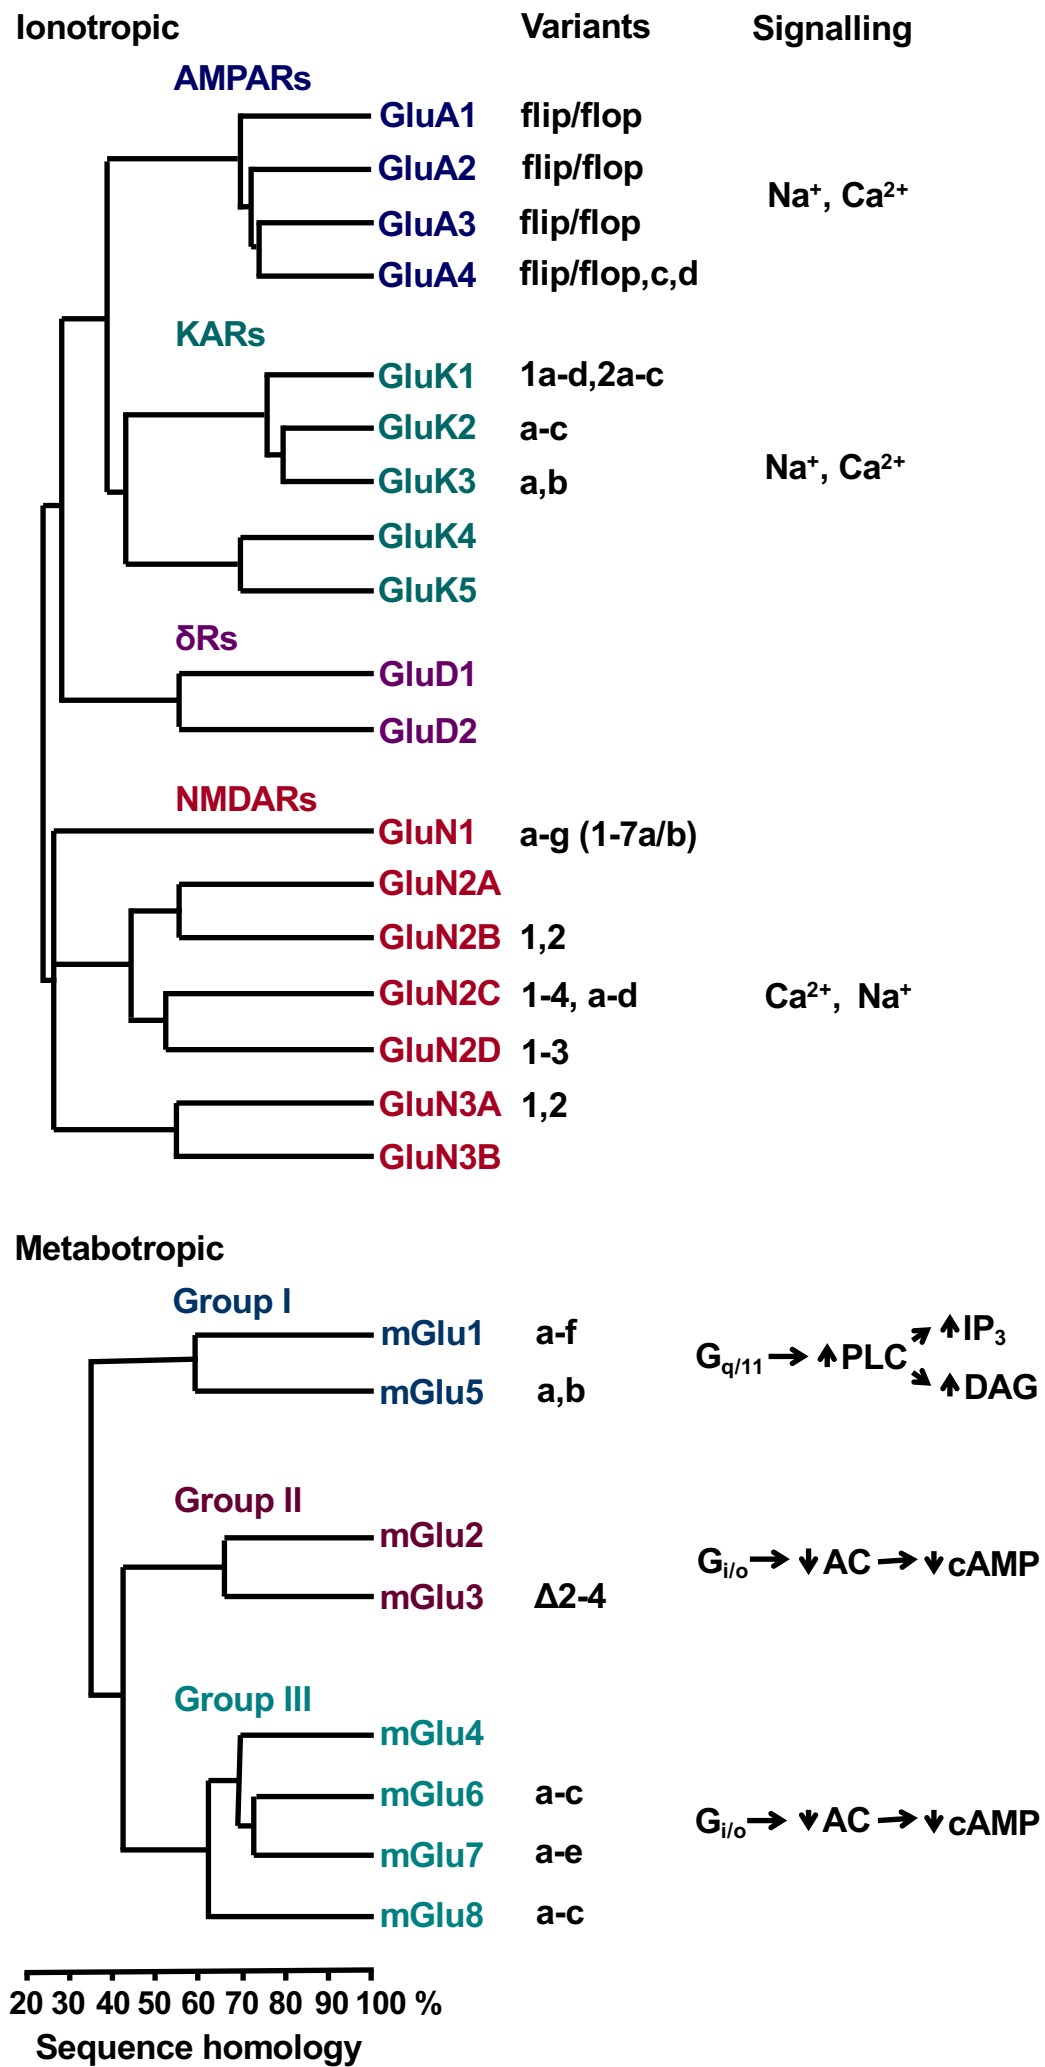 Ionotropic Variants Signalling
AMPARs
GluA1 flip/flop
GluA2 flip/flop
Na⁺, Ca²⁺
GluA3 flip/flop
GluA4 flip/flop,c,d
KARs
GluK1 1a-d,2a-c
GluK2 a-c
Na⁺, Ca²⁺
GluK3 a,b
GluK4
GluK5
δRs
GluD1
GluD2
NMDARs
GluN1 a-g (1-7a/b)
GluN2A
GluN2B 1,2
GluN2C 1-4, a-d Ca²⁺, Na⁺
GluN2D 1-3
GluN3A 1,2
GluN3B
Metabotropic
Group I
mGlu1 a-f
G_q/11 → ↑PLC ↗ ↑IP₃
↘ ↑DAG
mGlu5 a,b
Group II
mGlu2
G_i/o → ↓AC → ↓cAMP
mGlu3 Δ2-4
Group III
mGlu4
mGlu6 a-c
G_i/o → ↓AC → ↓cAMP
mGlu7 a-e
mGlu8 a-c
20 30 40 50 60 70 80 90 100 %
Sequence homology